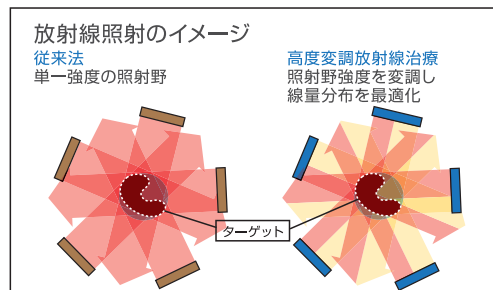 放射線照射のイメージ
従来法
単一強度の照射野
高度変調放射線治療
照射野強度を変調し
線量分布を最適化
ターゲット